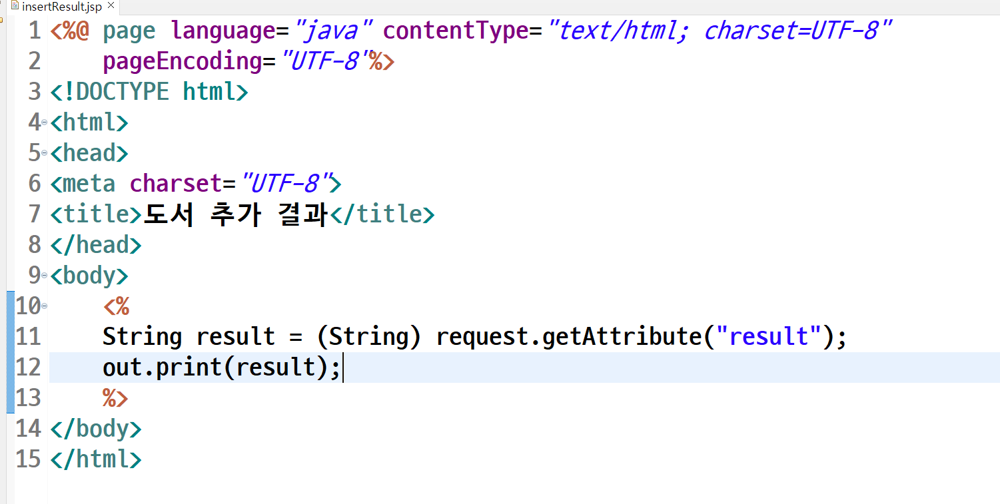 insertResult.jsp
1 <%@ page language="java" contentType="text/html; charset=UTF-8"
2 pageEncoding="UTF-8"%>
3 <!DOCTYPE html>
4 <html>
5 <head>
6 <meta charset="UTF-8">
7 <title>도서 추가 결과</title>
8 </head>
9 <body>
10 <%
11 String result = (String) request.getAttribute("result");
12 out.print(result);
13 %>
14 </body>
15 </html>